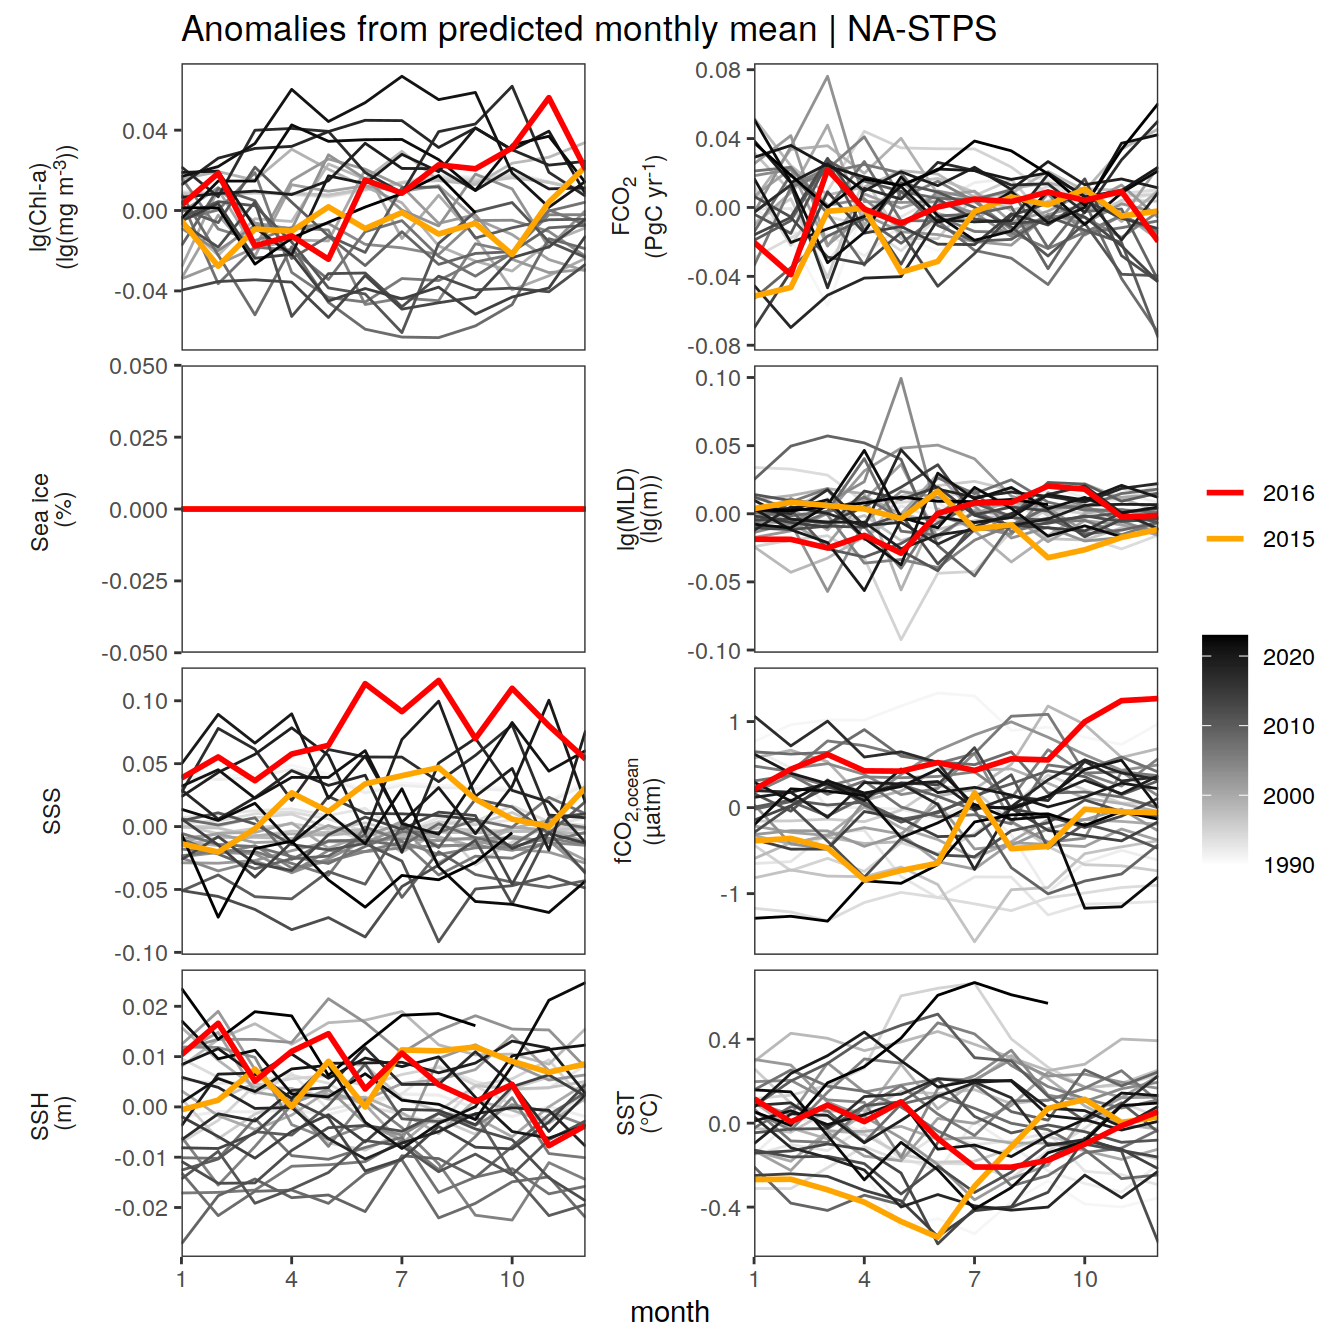 Anomalies from predicted monthly mean | NA-STPS
lg(Chl-a)
(lg(mg m⁻³))
0.04
0.00
-0.04
FCO₂
(PgC yr⁻¹)
0.08
0.04
0.00
-0.04
-0.08
Sea ice
(%)
0.050
0.025
0.000
-0.025
-0.050
lg(MLD)
(lg(m))
0.10
0.05
0.00
-0.05
-0.10
SSS
0.10
0.05
0.00
-0.05
-0.10
fCO₂,ocean
(µatm)
1
0
-1
SSH
(m)
0.02
0.01
0.00
-0.01
-0.02
SST
(°C)
0.4
0.0
-0.4
1 4 7 10
1 4 7 10
month
2016
2015
2020
2010
2000
1990